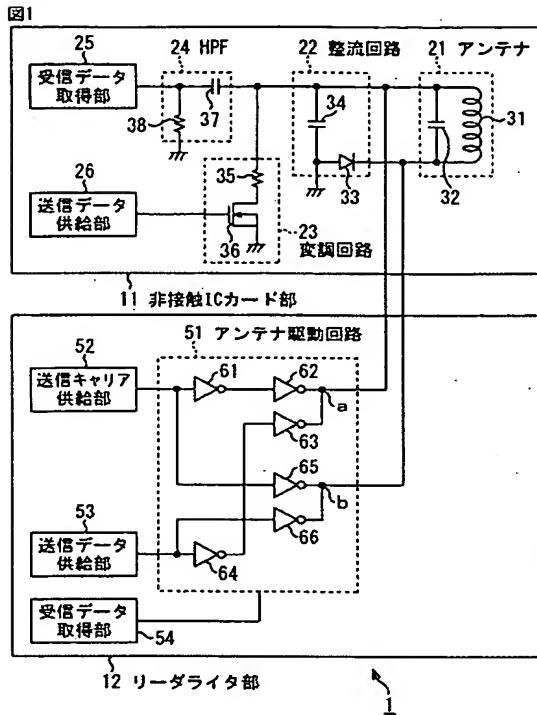 図1
25
受信データ
取得部
24 HPF
37
38
22 整流回路
34
33
21 アンテナ
31
32
26
送信データ
供給部
35
36
23
変調回路
11 非接触ICカード部
51 アンテナ駆動回路
52
送信キャリア
供給部
61
62
a
63
65
b
66
53
送信データ
供給部
64
受信データ
取得部
54
12 リーダライタ部
1